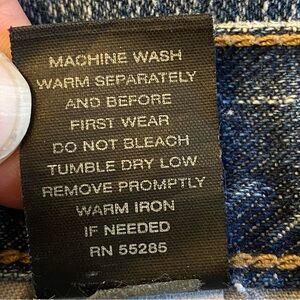 MACHINE WASH
WARM SEPARATELY
AND BEFORE
FIRST WEAR
DO NOT BLEACH
TUMBLE DRY LOW
REMOVE PROMPTLY
WARM IRON
IF NEEDED
RN 55285